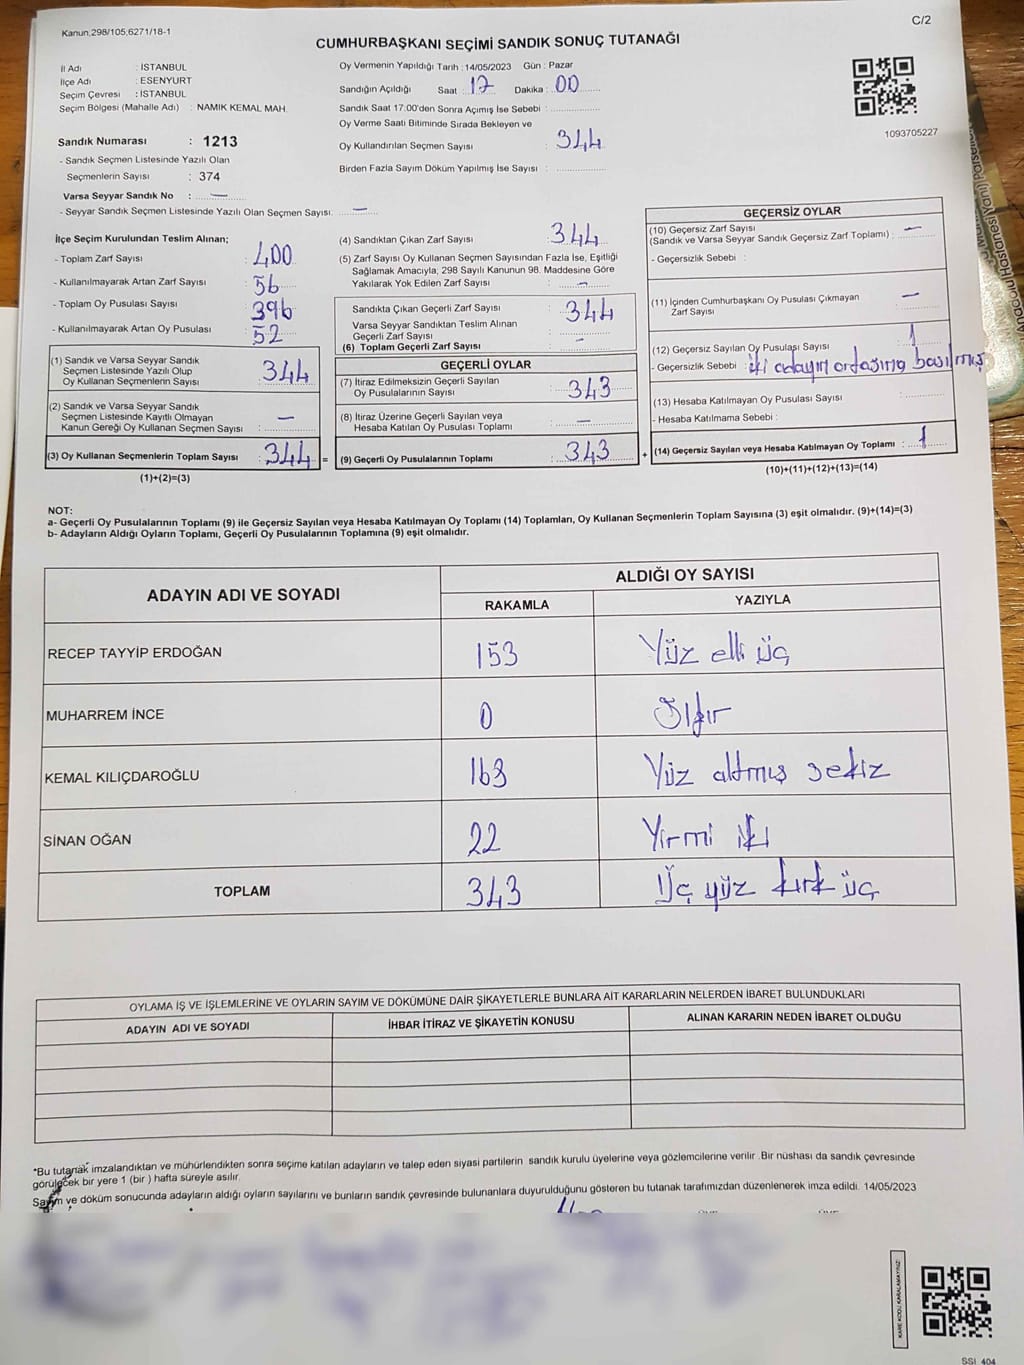 Kanun;298/105;6271/18-1
C/2
CUMHURBAŞKANI SEÇİMİ SANDIK SONUÇ TUTANAĞI
İl Adı : İSTANBUL
İlçe Adı : ESENYURT
Seçim Çevresi : İSTANBUL
Seçim Bölgesi (Mahalle Adı) : NAMIK KEMAL MAH.
Oy Vermenin Yapıldığı Tarih :14/05/2023 Gün : Pazar
Sandığın Açıldığı Saat : 17 Dakika : 00
Sandık Saat 17:00'den Sonra Açımış İse Sebebi :
Oy Verme Saati Bitiminde Sırada Bekleyen ve
Oy Kullandırılan Seçmen Sayısı : 344
Birden Fazla Sayım Döküm Yapılmış İse Sayısı :
1093705227
Sandık Numarası : 1213
- Sandık Seçmen Listesinde Yazılı Olan
Seçmenlerin Sayısı : 374
Varsa Seyyar Sandık No : —
- Seyyar Sandık Seçmen Listesinde Yazılı Olan Seçmen Sayısı. —
İlçe Seçim Kurulundan Teslim Alınan;
- Toplam Zarf Sayısı : 400
- Kullanılmayarak Artan Zarf Sayısı : 56
- Toplam Oy Pusulası Sayısı : 396
- Kullanılmayarak Artan Oy Pusulası : 52
(1) Sandık ve Varsa Seyyar Sandık
Seçmen Listesinde Yazılı Olup
Oy Kullanan Seçmenlerin Sayısı : 344
(2) Sandık ve Varsa Seyyar Sandık
Seçmen Listesinde Kayıtlı Olmayan
Kanun Gereği Oy Kullanan Seçmen Sayısı : —
(3) Oy Kullanan Seçmenlerin Toplam Sayısı : 344 =
(1)+(2)=(3)
(4) Sandıktan Çıkan Zarf Sayısı : 344
(5) Zarf Sayısı Oy Kullanan Seçmen Sayısından Fazla İse, Eşitliği
Sağlamak Amacıyla, 298 Sayılı Kanunun 98. Maddesine Göre
Yakılarak Yok Edilen Zarf Sayısı : —
Sandıkta Çıkan Geçerli Zarf Sayısı : 344
Varsa Seyyar Sandıktan Teslim Alınan
Geçerli Zarf Sayısı : —
(6) Toplam Geçerli Zarf Sayısı
GEÇERLİ OYLAR
(7) İtiraz Edilmeksizin Geçerli Sayılan
Oy Pusulalarının Sayısı : 343
(8) İtiraz Üzerine Geçerli Sayılan veya
Hesaba Katılan Oy Pusulası Toplamı : —
(9) Geçerli Oy Pusulalarının Toplamı : 343 +
GEÇERSİZ OYLAR
(10) Geçersiz Zarf Sayısı
(Sandık ve Varsa Seyyar Sandık Geçersiz Zarf Toplamı) : —
- Geçersizlik Sebebi :
(11) İçinden Cumhurbaşkanı Oy Pusulası Çıkmayan
Zarf Sayısı : —
(12) Geçersiz Sayılan Oy Pusulası Sayısı : 1
- Geçersizlik Sebebi : iki adayın ortasına basılmış
(13) Hesaba Katılmayan Oy Pusulası Sayısı :
- Hesaba Katılmama Sebebi :
(14) Geçersiz Sayılan veya Hesaba Katılmayan Oy Toplamı : 1
(10)+(11)+(12)+(13)=(14)
NOT:
a- Geçerli Oy Pusulalarının Toplamı (9) ile Geçersiz Sayılan veya Hesaba Katılmayan Oy Toplamı (14) Toplamları, Oy Kullanan Seçmenlerin Toplam Sayısına (3) eşit olmalıdır. (9)+(14)=(3)
b- Adayların Aldığı Oyların Toplamı, Geçerli Oy Pusulalarının Toplamına (9) eşit olmalıdır.
ADAYIN ADI VE SOYADI
ALDIĞI OY SAYISI
RAKAMLA YAZIYLA
RECEP TAYYİP ERDOĞAN 153 Yüz elli üç
MUHARREM İNCE 0 Sıfır
KEMAL KILIÇDAROĞLU 168 Yüz altmış sekiz
SİNAN OĞAN 22 Yirmi iki
TOPLAM 343 Üç yüz kırk üç
OYLAMA İŞ VE İŞLEMLERİNE VE OYLARIN SAYIM VE DÖKÜMÜNE DAİR ŞİKAYETLERLE BUNLARA AİT KARARLARIN NELERDEN İBARET BULUNDUKLARI
ADAYIN ADI VE SOYADI İHBAR İTİRAZ VE ŞİKAYETİN KONUSU ALINAN KARARIN NEDEN İBARET OLDUĞU
*Bu tutanak imzalandıktan ve mühürlendikten sonra seçime katılan adayların ve talep eden siyasi partilerin sandık kurulu üyelerine veya gözlemcilerine verilir .Bir nüshası da sandık çevresinde
görülecek bir yere 1 (bir ) hafta süreyle asılır.
Sayım ve döküm sonucunda adayların aldığı oyların sayılarını ve bunların sandık çevresinde bulunanlara duyurulduğunu gösteren bu tutanak tarafımızdan düzenlenerek imza edildi. 14/05/2023
KARE KODU KARALAMAYINIZ!
SSI 404